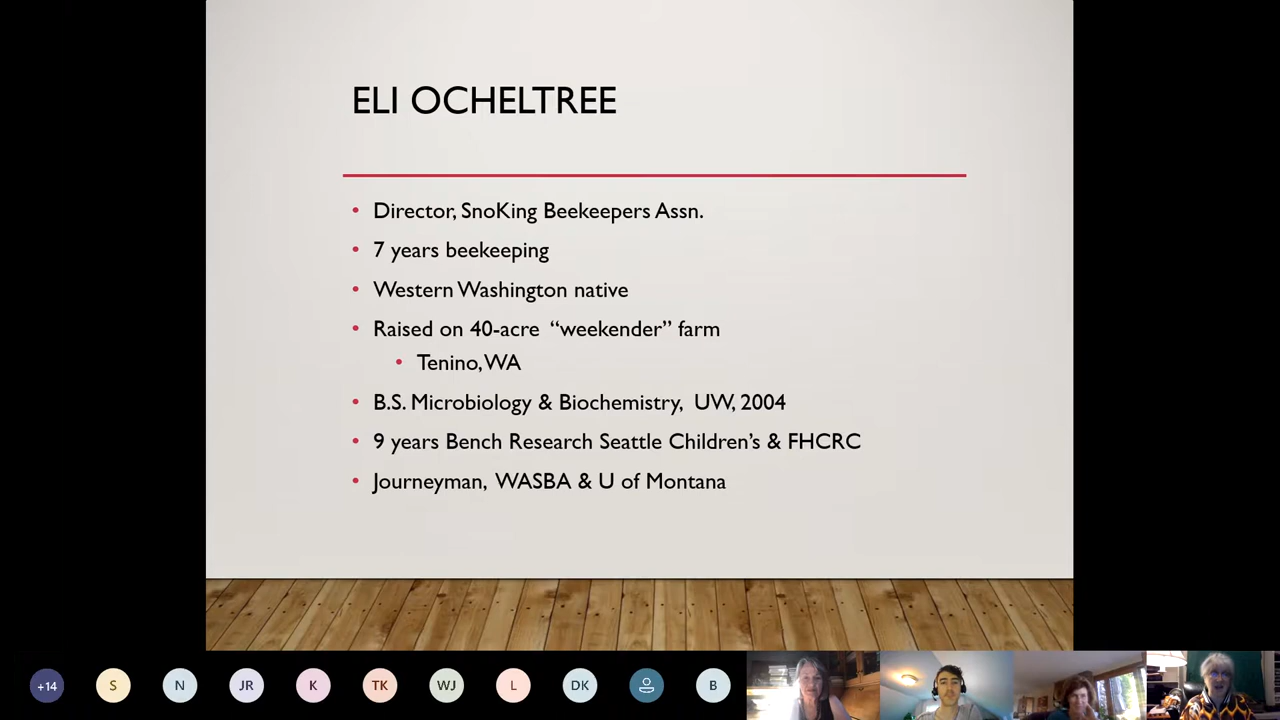 ELI OCHELTREE
• Director, SnoKing Beekeepers Assn.
• 7 years beekeeping
• Western Washington native
• Raised on 40-acre “weekender” farm
• Tenino, WA
• B.S. Microbiology & Biochemistry, UW, 2004
• 9 years Bench Research Seattle Children’s & FHCRC
• Journeyman, WASBA & U of Montana
+14 S N JR K TK WJ L DK B